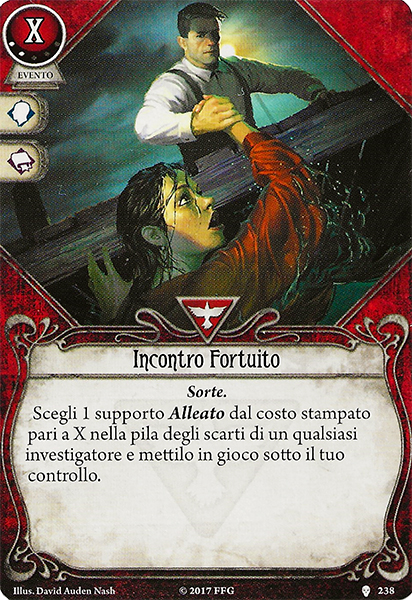 X
EVENTO
Incontro Fortuito
Sorte.
Scegli 1 supporto Alleato dal costo stampato
pari a X nella pila degli scarti di un qualsiasi
investigatore e mettilo in gioco sotto il tuo
controllo.
Illus. David Auden Nash © 2017 FFG 238